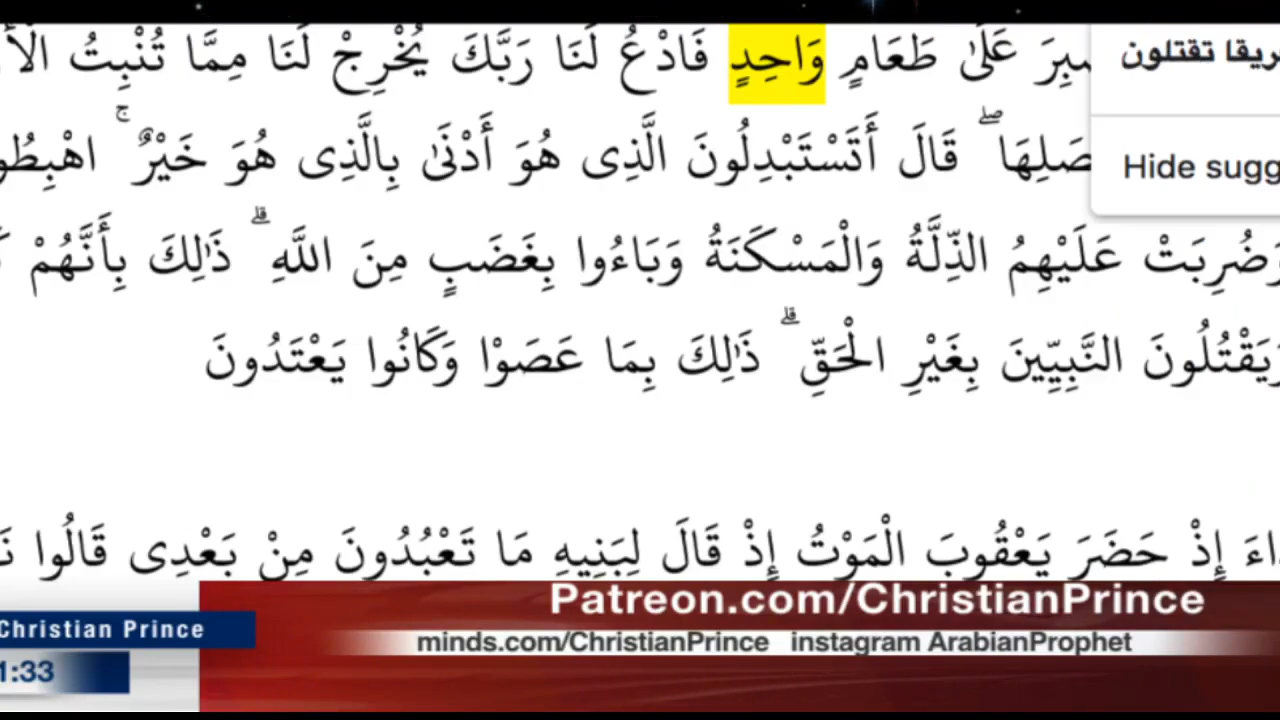 عَلَىٰ طَعَامٍ وَاحِدٍ فَادْعُ لَنَا رَبَّكَ يُخْرِجْ لَنَا مِمَّا تُنْبِتُ
قَالَ أَتَسْتَبْدِلُونَ الَّذِى هُوَ أَدْنَىٰ بِالَّذِى هُوَ خَيْرٌ ۚ
وَضُرِبَتْ عَلَيْهِمُ الذِّلَّةُ وَالْمَسْكَنَةُ وَبَاءُوا بِغَضَبٍ مِنَ اللَّهِ ۗ ذَٰلِكَ بِأَنَّهُمْ
وَيَقْتُلُونَ النَّبِيِّينَ بِغَيْرِ الْحَقِّ ۗ ذَٰلِكَ بِمَا عَصَوْا وَكَانُوا يَعْتَدُونَ
إِذْ حَضَرَ يَعْقُوبَ الْمَوْتُ إِذْ قَالَ لِبَنِيهِ مَا تَعْبُدُونَ مِنْ بَعْدِى قَالُوا
تقتلون
Hide sugg
Patreon.com/ChristianPrince
Christian Prince
minds.com/ChristianPrince instagram ArabianProphet
1:33